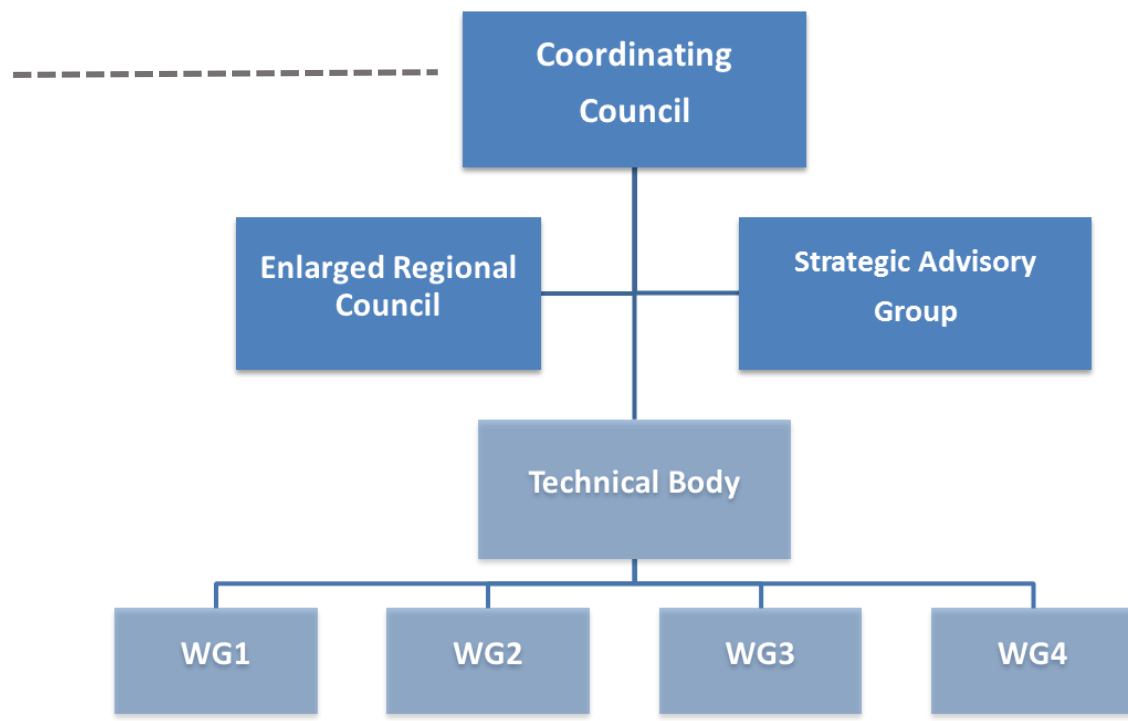 Coordinating
Council
Enlarged Regional
Council
Strategic Advisory
Group
Technical Body
WG1
WG2
WG3
WG4